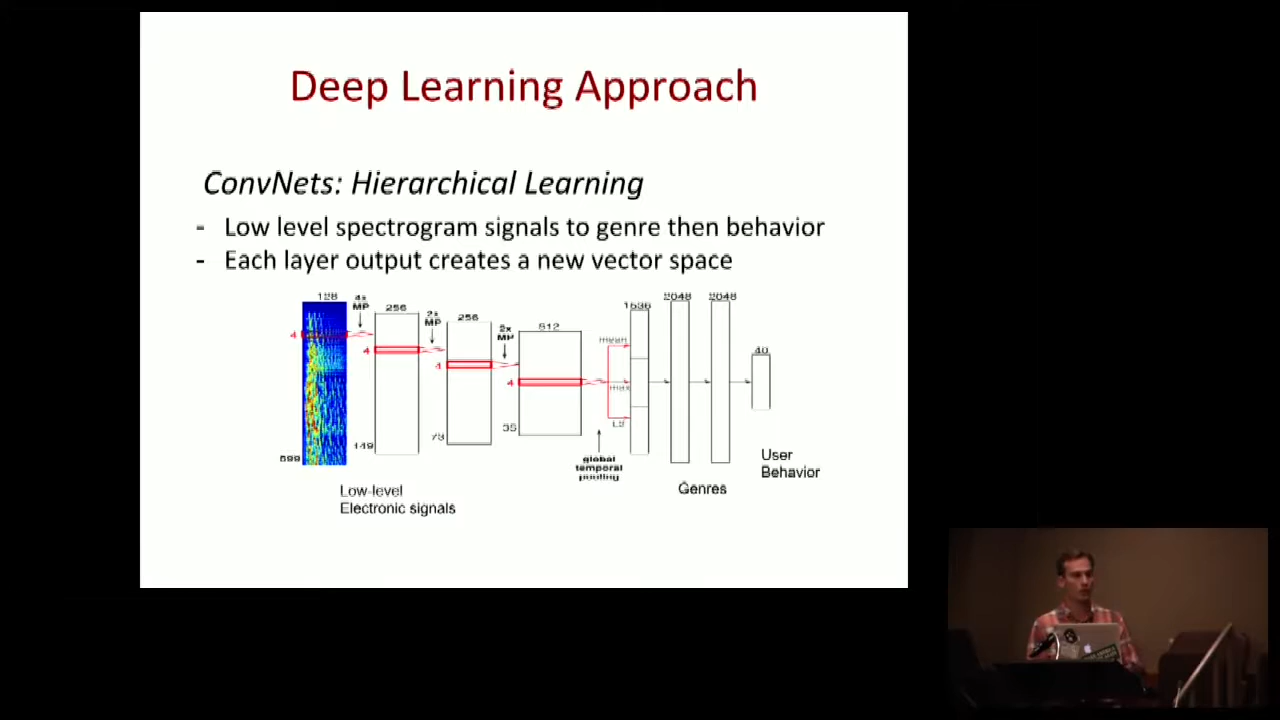 Deep Learning Approach
ConvNets: Hierarchical Learning
- Low level spectrogram signals to genre then behavior
- Each layer output creates a new vector space
128
4x
MP
256
2x
MP
256
2x
MP
512
1536
2048
2048
40
4
4
4
4
mean
max
L2
599
149
73
35
global
temporal
pooling
Low-level
Electronic signals
Genres
User
Behavior